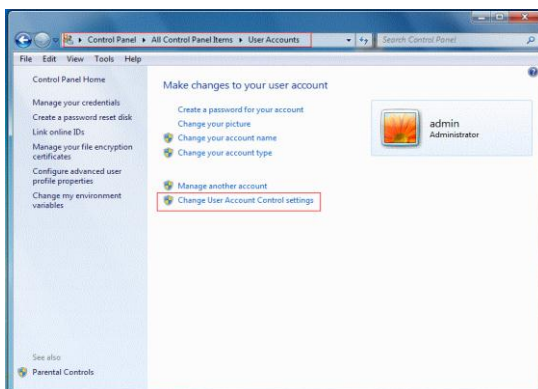 Control Panel ▸ All Control Panel Items ▸ User Accounts
Search Control Panel
File Edit View Tools Help
Control Panel Home
Manage your credentials
Create a password reset disk
Link online IDs
Manage your file encryption
certificates
Configure advanced user
profile properties
Change my environment
variables
See also
Parental Controls
Make changes to your user account
Create a password for your account
Change your picture
Change your account name
Change your account type
Manage another account
Change User Account Control settings
admin
Administrator